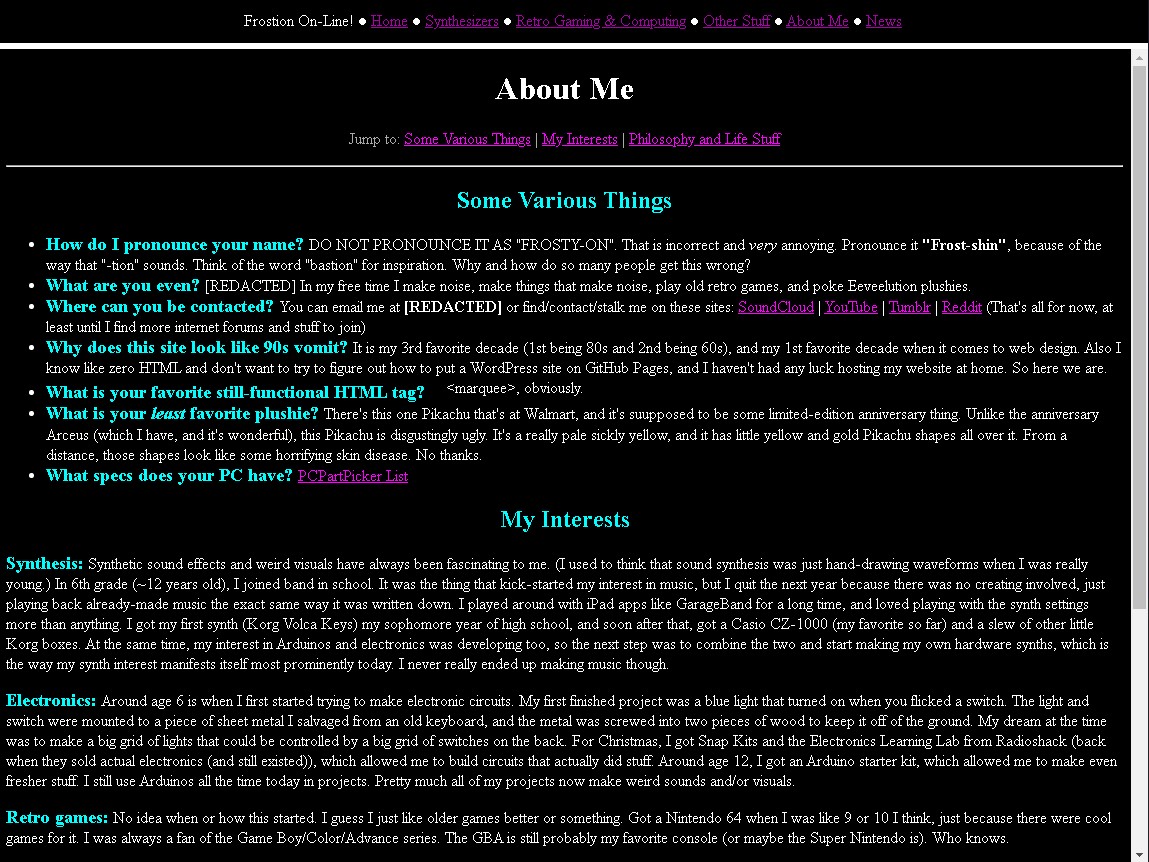 Frostion On-Line! ● Home ● Synthesizers ● Retro Gaming & Computing ● Other Stuff ● About Me ● News
About Me
Jump to: Some Various Things | My Interests | Philosophy and Life Stuff
Some Various Things
• How do I pronounce your name? DO NOT PRONOUNCE IT AS "FROSTY-ON". That is incorrect and very annoying. Pronounce it "Frost-shin", because of the
way that "-tion" sounds. Think of the word "bastion" for inspiration. Why and how do so many people get this wrong?
• What are you even? [REDACTED] In my free time I make noise, make things that make noise, play old retro games, and poke Eeveelution plushies.
• Where can you be contacted? You can email me at [REDACTED] or find/contact/stalk me on these sites: SoundCloud | YouTube | Tumblr | Reddit (That's all for now, at
least until I find more internet forums and stuff to join)
• Why does this site look like 90s vomit? It is my 3rd favorite decade (1st being 80s and 2nd being 60s), and my 1st favorite decade when it comes to web design. Also I
know like zero HTML and don't want to try to figure out how to put a WordPress site on GitHub Pages, and I haven't had any luck hosting my website at home. So here we are.
• What is your favorite still-functional HTML tag? <marquee>, obviously.
• What is your least favorite plushie? There's this one Pikachu that's at Walmart, and it's suupposed to be some limited-edition anniversary thing. Unlike the anniversary
Arceus (which I have, and it's wonderful), this Pikachu is disgustingly ugly. It's a really pale sickly yellow, and it has little yellow and gold Pikachu shapes all over it. From a
distance, those shapes look like some horrifying skin disease. No thanks.
• What specs does your PC have? PCPartPicker List
My Interests
Synthesis: Synthetic sound effects and weird visuals have always been fascinating to me. (I used to think that sound synthesis was just hand-drawing waveforms when I was really
young.) In 6th grade (~12 years old), I joined band in school. It was the thing that kick-started my interest in music, but I quit the next year because there was no creating involved, just
playing back already-made music the exact same way it was written down. I played around with iPad apps like GarageBand for a long time, and loved playing with the synth settings
more than anything. I got my first synth (Korg Volca Keys) my sophomore year of high school, and soon after that, got a Casio CZ-1000 (my favorite so far) and a slew of other little
Korg boxes. At the same time, my interest in Arduinos and electronics was developing too, so the next step was to combine the two and start making my own hardware synths, which is
the way my synth interest manifests itself most prominently today. I never really ended up making music though.
Electronics: Around age 6 is when I first started trying to make electronic circuits. My first finished project was a blue light that turned on when you flicked a switch. The light and
switch were mounted to a piece of sheet metal I salvaged from an old keyboard, and the metal was screwed into two pieces of wood to keep it off of the ground. My dream at the time
was to make a big grid of lights that could be controlled by a big grid of switches on the back. For Christmas, I got Snap Kits and the Electronics Learning Lab from Radioshack (back
when they sold actual electronics (and still existed)), which allowed me to build circuits that actually did stuff. Around age 12, I got an Arduino starter kit, which allowed me to make even
fresher stuff. I still use Arduinos all the time today in projects. Pretty much all of my projects now make weird sounds and/or visuals.
Retro games: No idea when or how this started. I guess I just like older games better or something. Got a Nintendo 64 when I was like 9 or 10 I think, just because there were cool
games for it. I was always a fan of the Game Boy/Color/Advance series. The GBA is still probably my favorite console (or maybe the Super Nintendo is). Who knows.